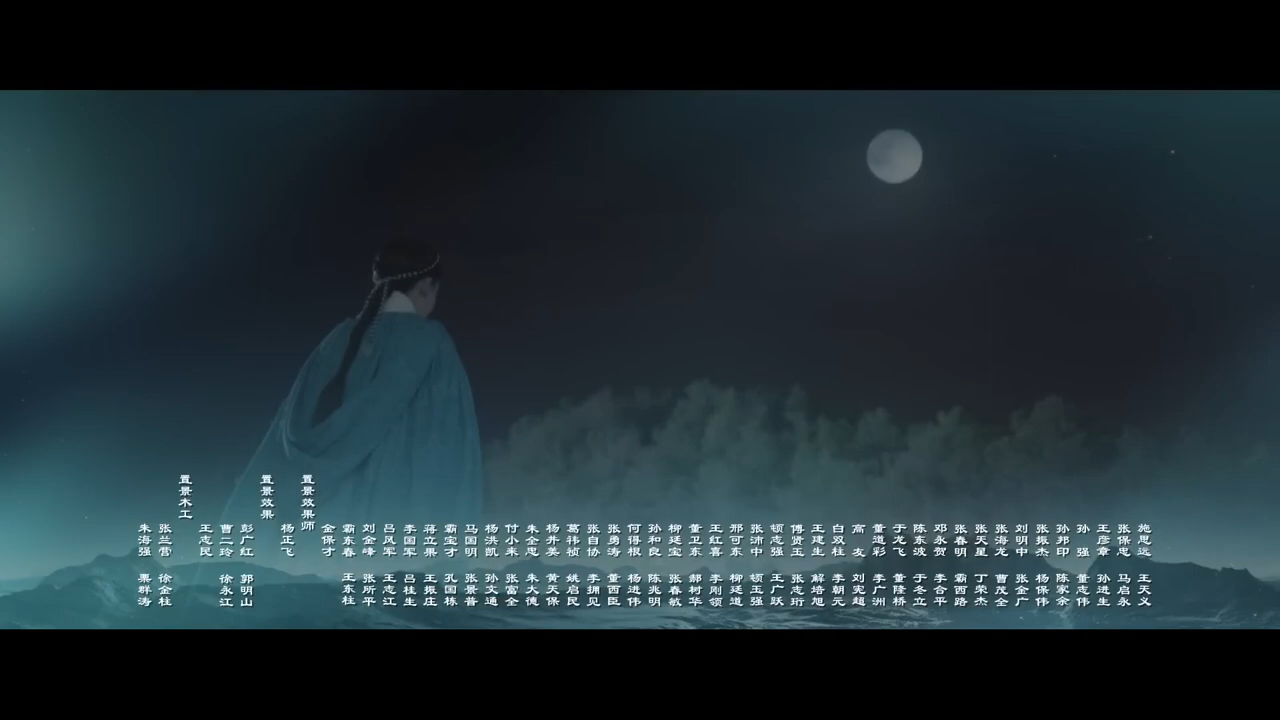 施思远
王天义
张保忠
马启永
王彦章
孙进生
孙强
董志伟
孙邦印
陈家余
张振杰
杨保伟
刘明中
张金广
张海龙
曹茂全
张天星
丁荣杰
张春明
霸西路
邓永贺
李合平
陈东波
于冬立
于龙飞
董隆桥
董道彩
李广洲
高友
刘宪超
白双柱
李朝元
王建生
解培旭
傅贤玉
张志珩
顿志强
王广跃
张沛中
顿玉强
邢可东
柳廷道
王红喜
李刚领
董卫东
郝柯华
柳廷宝
张春敏
孙和良
陈兆明
何得根
杨进伟
张勇涛
董西臣
张自协
李拥见
葛祎祯
姚启民
杨井美
黄天保
朱全忠
朱大德
付小来
张富全
杨洪凯
孙文通
马国明
张景普
霸宝才
孔国栋
蒋立果
王振庄
李国军
吕桂生
吕风军
王志江
刘金峰
张所平
霸东春
王东柱
金保才
置景效果师
杨正飞
置景效果
彭广红
郭明山
曹二玲
徐永江
王志民
置景木工
张兰营
徐金柱
朱海强
栗群涛